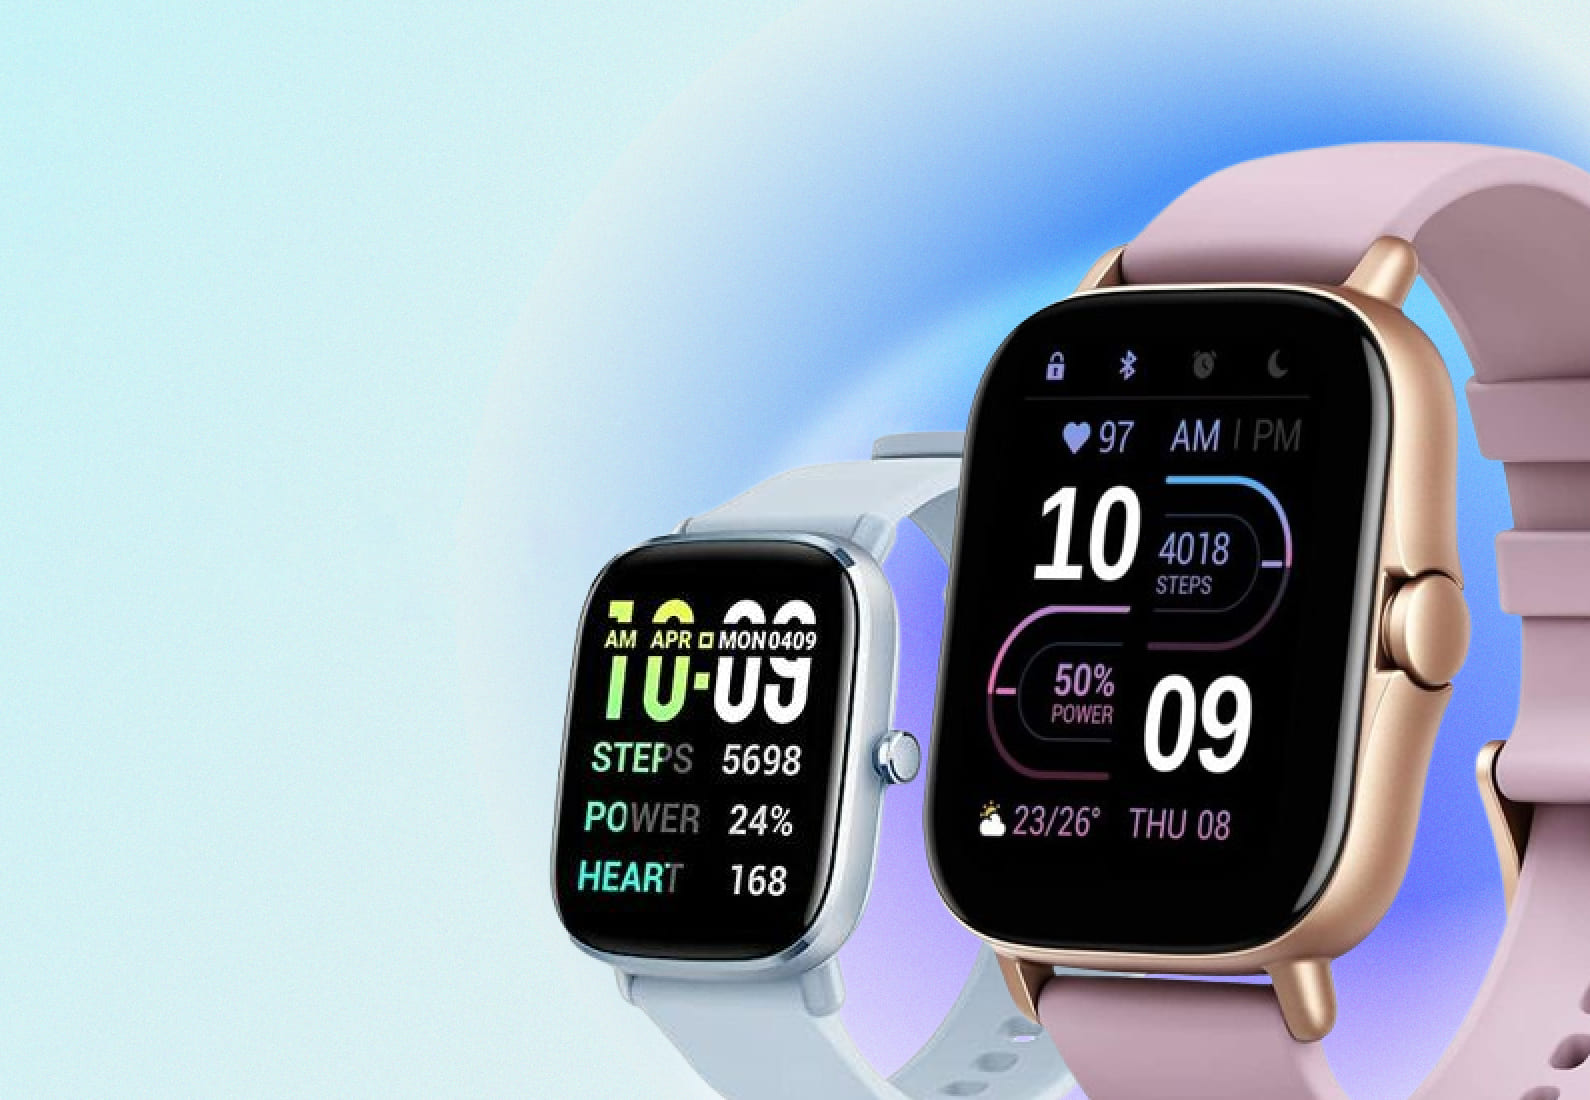 10:09
AM APR MON 0409
STEPS 5698
POWER 24%
HEART 168
97 AM | PM
10
4018
STEPS
50%
POWER
09
23/26° THU 08